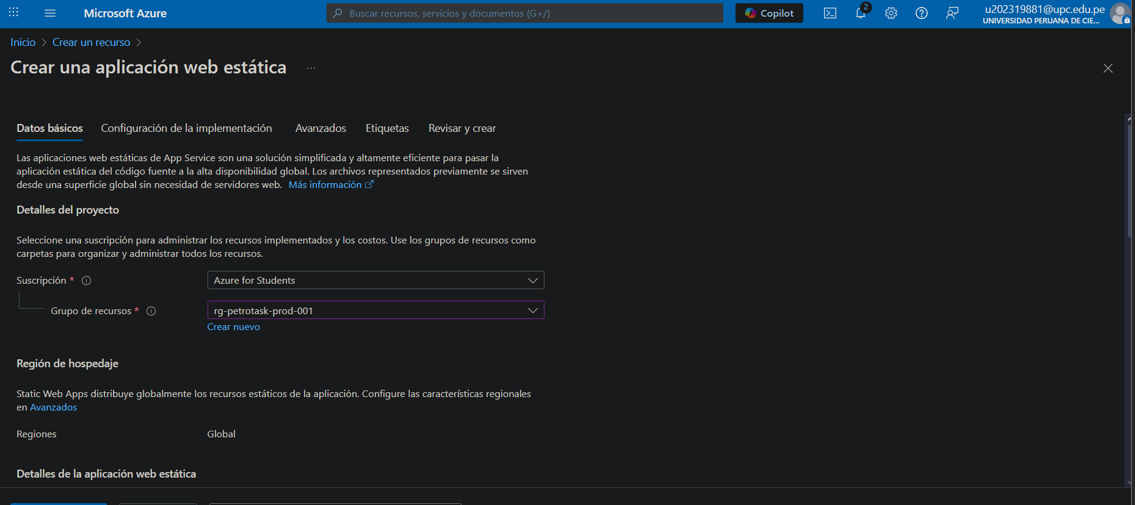 Microsoft Azure
Buscar recursos, servicios y documentos (G+/)
Copilot
2
u202319881@upc.edu.pe
UNIVERSIDAD PERUANA DE CIE...
Inicio > Crear un recurso >
Crear una aplicación web estática ...
Datos básicos Configuración de la implementación Avanzados Etiquetas Revisar y crear
Las aplicaciones web estáticas de App Service son una solución simplificada y altamente eficiente para pasar la
aplicación estática del código fuente a la alta disponibilidad global. Los archivos representados previamente se sirven
desde una superficie global sin necesidad de servidores web. Más información
Detalles del proyecto
Seleccione una suscripción para administrar los recursos implementados y los costos. Use los grupos de recursos como
carpetas para organizar y administrar todos los recursos.
Suscripción * Azure for Students
Grupo de recursos * rg-petrotask-prod-001
Crear nuevo
Región de hospedaje
Static Web Apps distribuye globalmente los recursos estáticos de la aplicación. Configure las características regionales
en Avanzados
Regiones Global
Detalles de la aplicación web estática